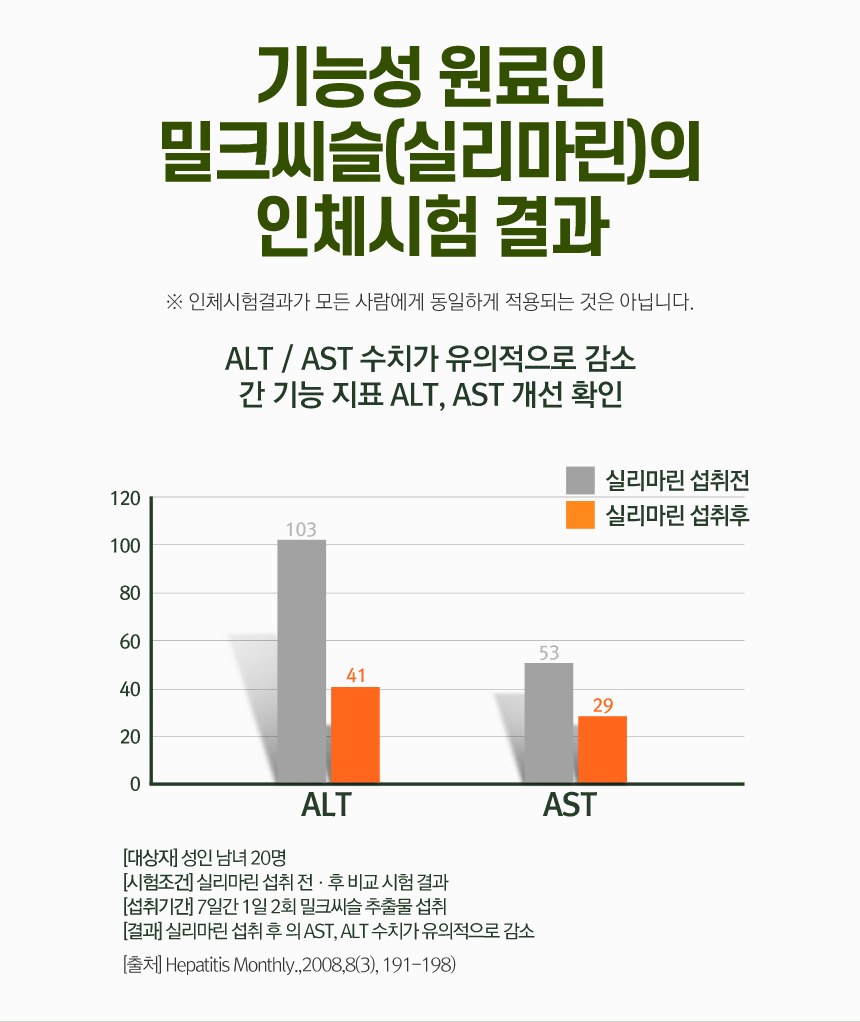 기능성 원료인
밀크씨슬(실리마린)의
인체시험 결과
※ 인체시험결과가 모든 사람에게 동일하게 적용되는 것은 아닙니다.
ALT / AST 수치가 유의적으로 감소
간 기능 지표 ALT, AST 개선 확인
실리마린 섭취전
실리마린 섭취후
120
100
80
60
40
20
0
103
41
53
29
ALT
AST
[대상자] 성인 남녀 20명
[시험조건] 실리마린 섭취 전 · 후 비교 시험 결과
[섭취기간] 7일간 1일 2회 밀크씨슬 추출물 섭취
[결과] 실리마린 섭취 후 의 AST, ALT 수치가 유의적으로 감소
[출처] Hepatitis Monthly.,2008,8(3), 191-198)